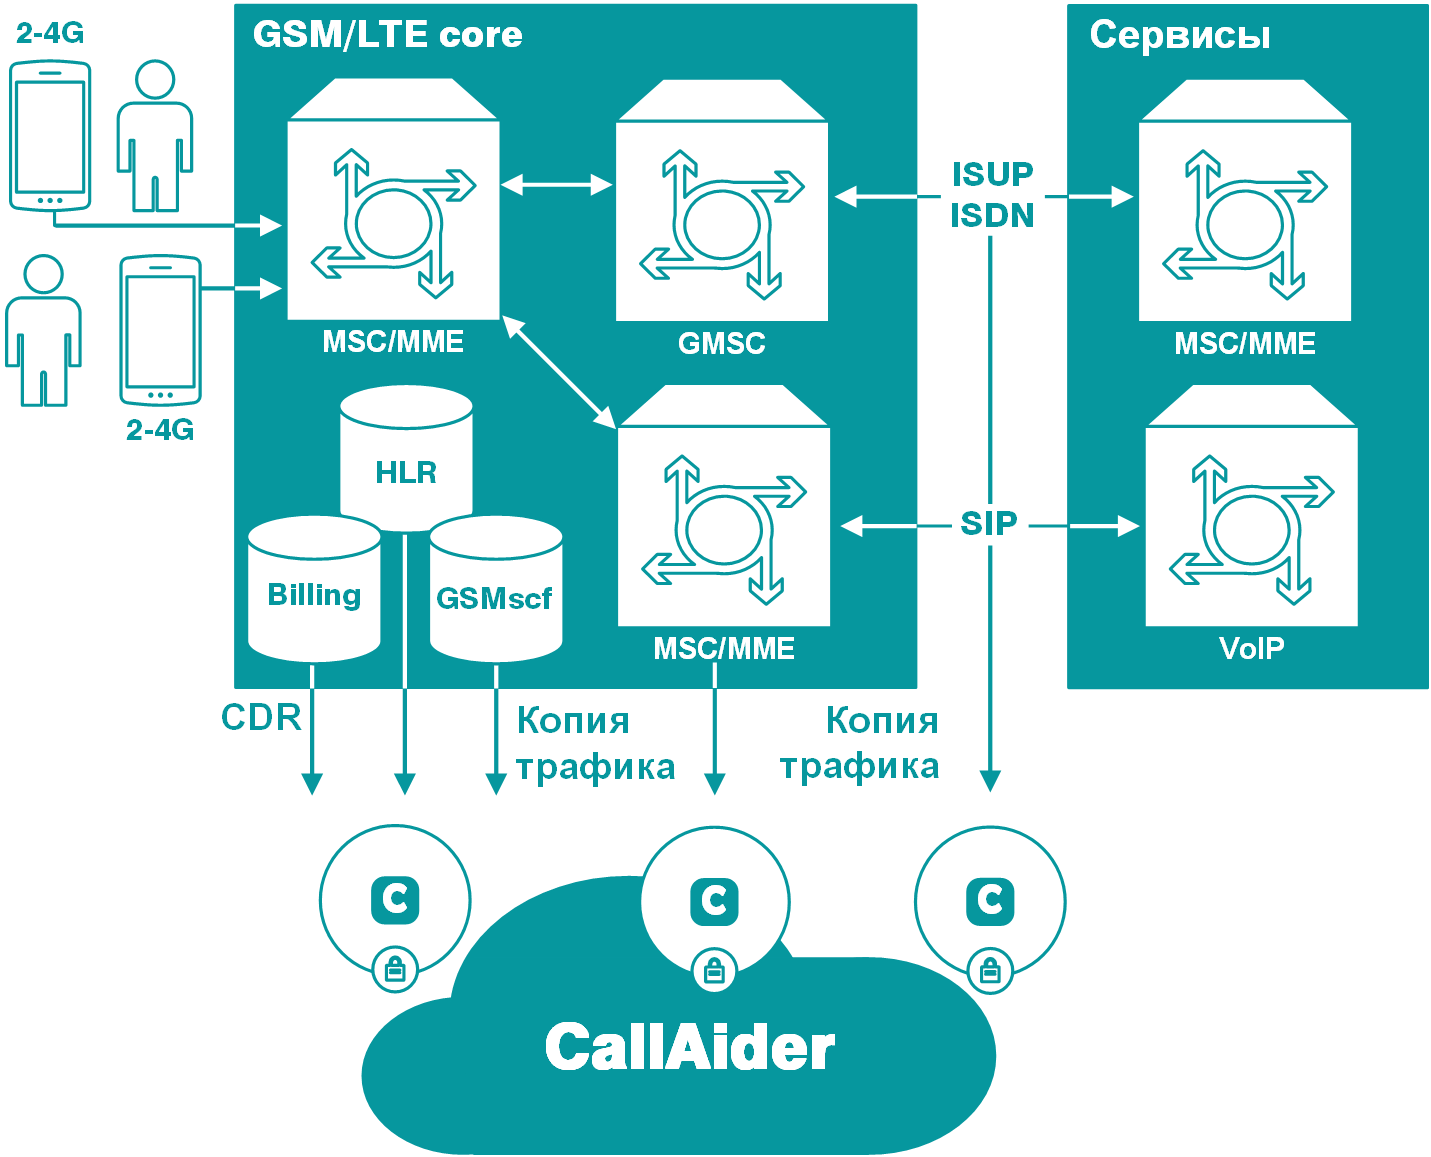 2-4G
GSM/LTE core
Сервисы
ISUP
ISDN
MSC/MME
GMSC
MSC/MME
2-4G
HLR
SIP
Billing
GSMscf
MSC/MME
VoIP
CDR
Копия
трафика
Копия
трафика
C
C
C
CallAider